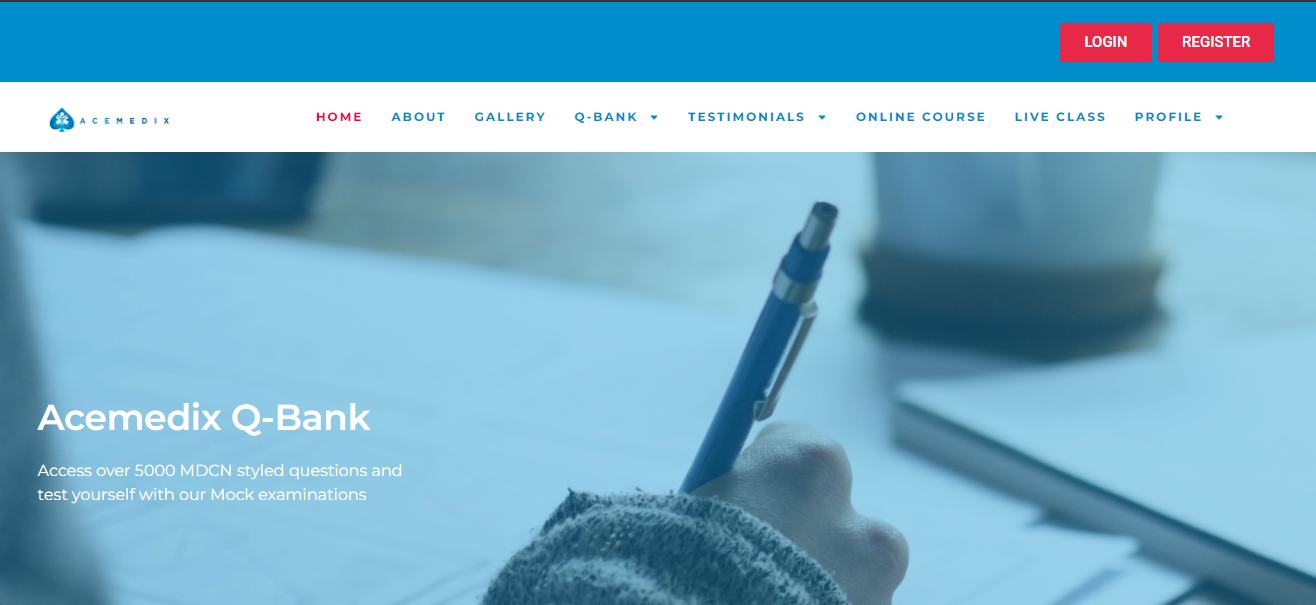 LOGIN REGISTER
ACEMEDIX HOME ABOUT GALLERY Q-BANK TESTIMONIALS ONLINE COURSE LIVE CLASS PROFILE
Acemedix Q-Bank
Access over 5000 MDCN styled questions and
test yourself with our Mock examinations